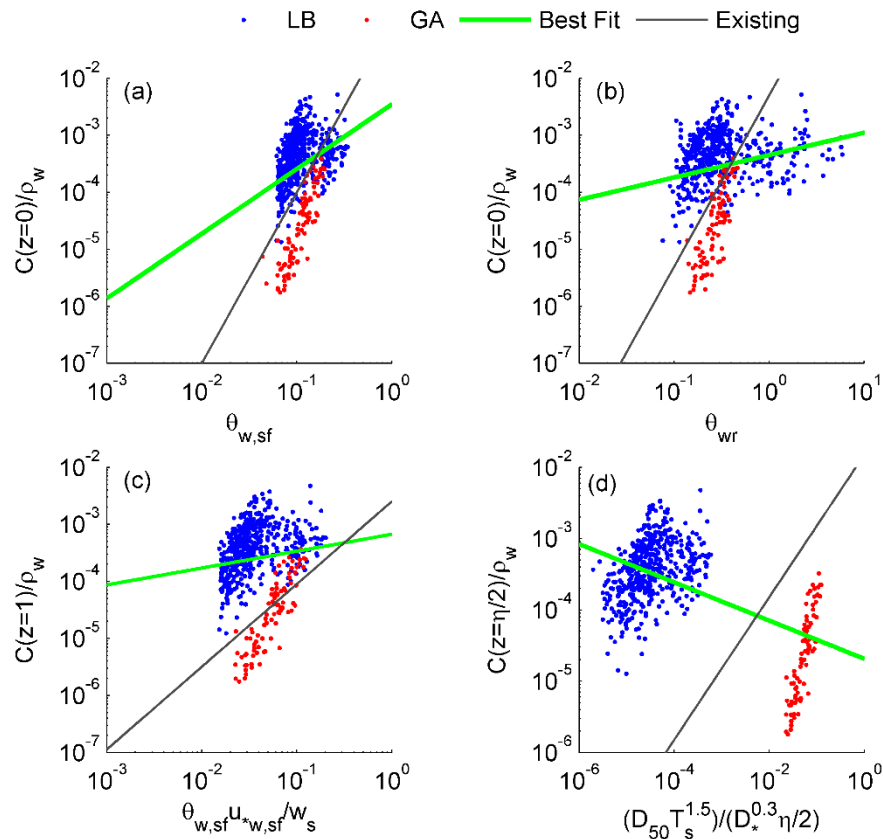 LB GA Best Fit Existing
(a)
10^-2
10^-3
10^-4
10^-5
10^-6
10^-7
C(z=0)/ρ_w
10^-3 10^-2 10^-1 10^0
θ_w,sf
(b)
10^-2
10^-3
10^-4
10^-5
10^-6
10^-7
C(z=0)/ρ_w
10^-2 10^-1 10^0 10^1
θ_wr
(c)
10^-2
10^-3
10^-4
10^-5
10^-6
10^-7
C(z=1)/ρ_w
10^-3 10^-2 10^-1 10^0
θ_w,sf u_*w,sf/w_s
(d)
10^-2
10^-3
10^-4
10^-5
10^-6
C(z=η/2)/ρ_w
10^-6 10^-4 10^-2 10^0
(D_50 T_s^1.5)/(D_*^0.3 η/2)